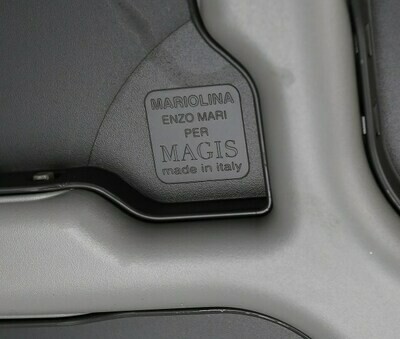 MARIOLINA
ENZO MARI
PER
MAGIS
made in italy